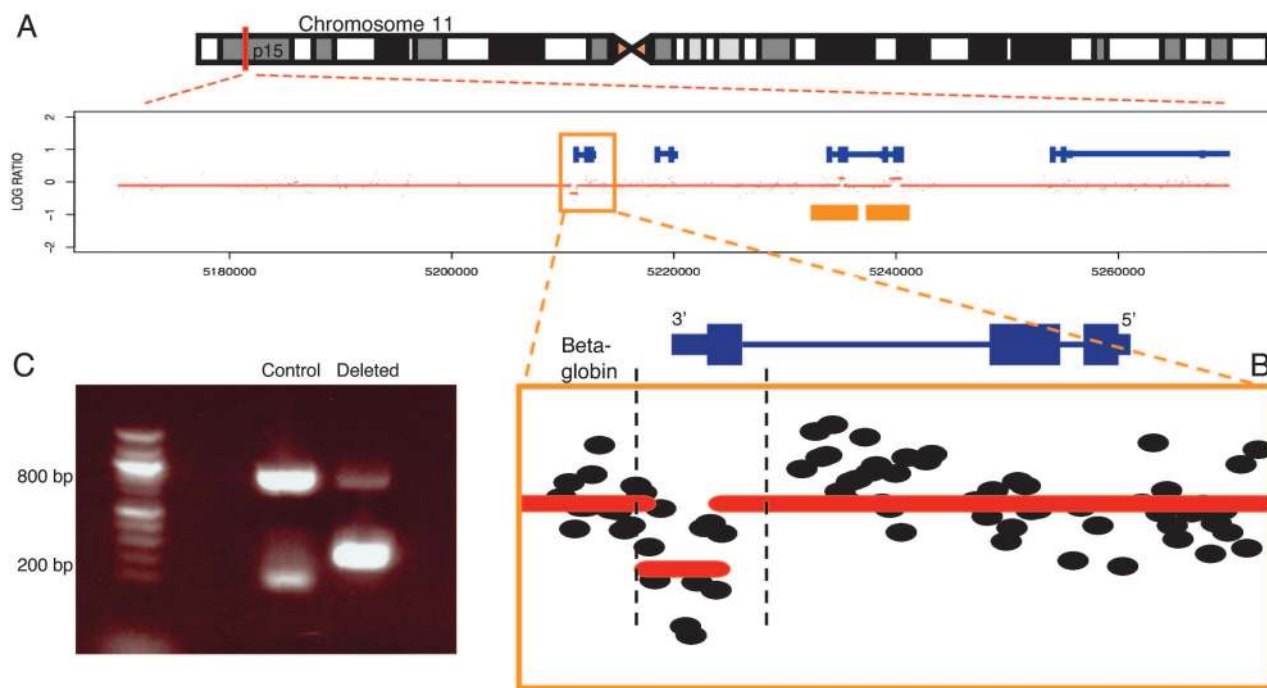 A
Chromosome 11
p15
LOG RATIO
2
1
0
-1
-2
5180000
5200000
5220000
5240000
5260000
3'
5'
Beta-
globin
B
C
Control Deleted
800 bp
200 bp